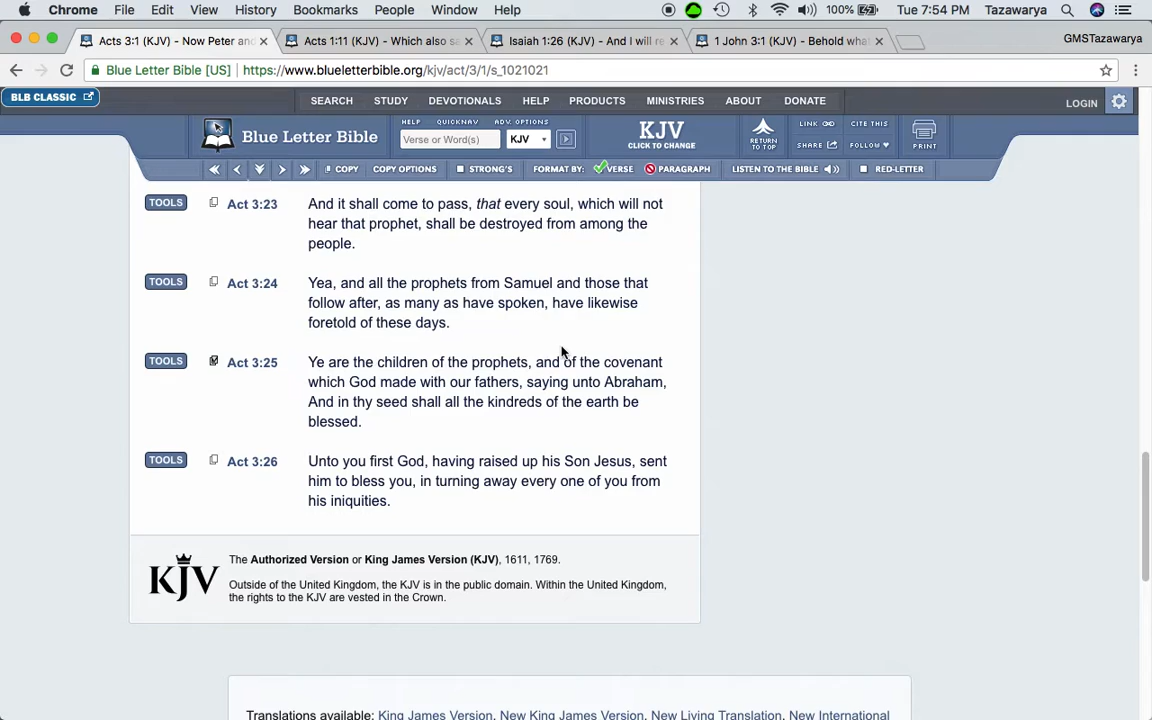 Chrome File Edit View History Bookmarks People Window Help 100% Tue 7:54 PM Tazawarya
Acts 3:1 (KJV) - Now Peter and Acts 1:11 (KJV) - Which also sa Isaiah 1:26 (KJV) - And I will re 1 John 3:1 (KJV) - Behold what GMSTazawarya
Blue Letter Bible [US] https://www.blueletterbible.org/kjv/act/3/1/s_1021021
BLB CLASSIC SEARCH STUDY DEVOTIONALS HELP PRODUCTS MINISTRIES ABOUT DONATE LOGIN
HELP QUICKNAV ADV. OPTIONS
Blue Letter Bible Verse or Word(s) KJV
KJV
CLICK TO CHANGE
RETURN
TO TOP
LINK CITE THIS
SHARE FOLLOW
PRINT
COPY COPY OPTIONS STRONG'S FORMAT BY: VERSE PARAGRAPH LISTEN TO THE BIBLE RED-LETTER
TOOLS Act 3:23 And it shall come to pass, that every soul, which will not
hear that prophet, shall be destroyed from among the
people.
TOOLS Act 3:24 Yea, and all the prophets from Samuel and those that
follow after, as many as have spoken, have likewise
foretold of these days.
TOOLS Act 3:25 Ye are the children of the prophets, and of the covenant
which God made with our fathers, saying unto Abraham,
And in thy seed shall all the kindreds of the earth be
blessed.
TOOLS Act 3:26 Unto you first God, having raised up his Son Jesus, sent
him to bless you, in turning away every one of you from
his iniquities.
KJV
The Authorized Version or King James Version (KJV), 1611, 1769.
Outside of the United Kingdom, the KJV is in the public domain. Within the United Kingdom,
the rights to the KJV are vested in the Crown.
Translations available: King James Version, New King James Version, New Living Translation, New International